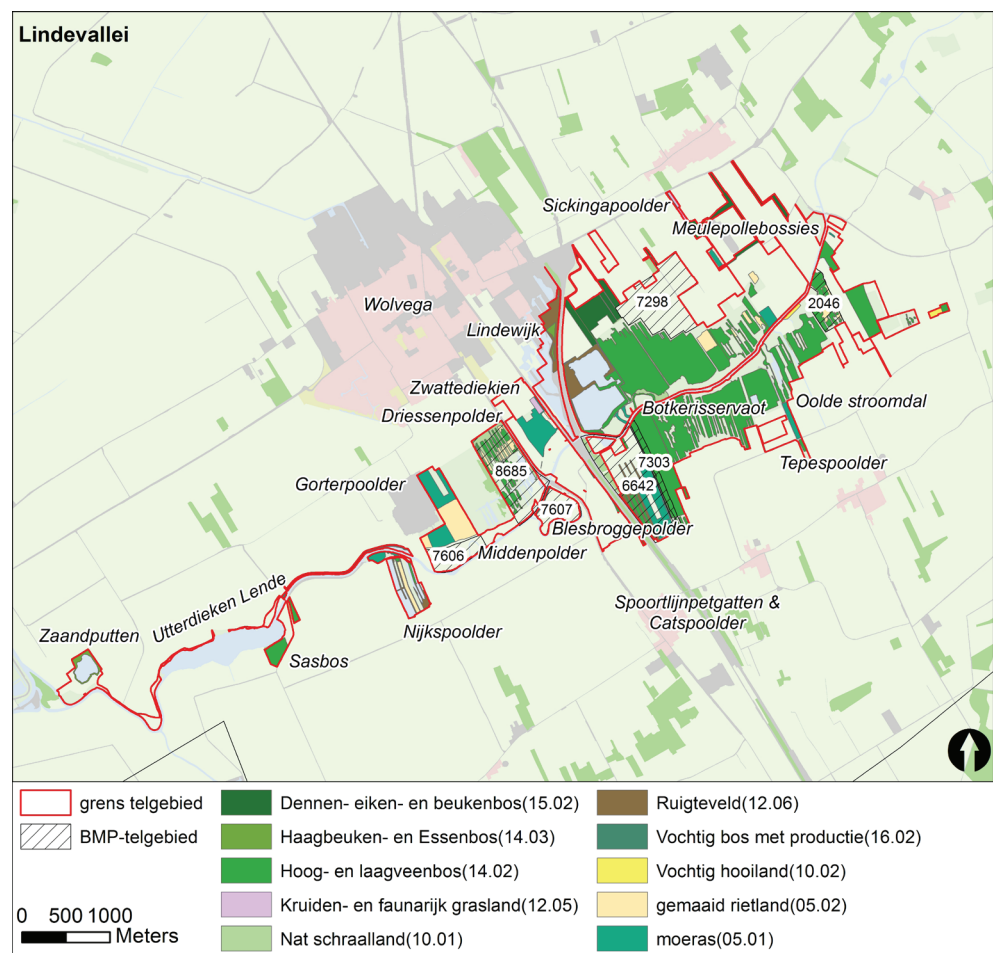 Lindevallei
Sickingapoolder
Meulepollebossies
7298
2046
Wolvega
Lindewijk
Zwattediekien
Botkerisservaot
Oolde stroomdal
Driessenpolder
7303
Tepespoolder
8685
6642
Gorterpoolder
7607
Blesbroggepolder
7606
Middenpolder
Utterdieken Lende
Spoortlijnpetgatten &
Catspoolder
Zaandputten
Nijkspoolder
Sasbos
grens telgebied
BMP-telgebied
0 500 1000
Meters
Dennen- eiken- en beukenbos(15.02)
Haagbeuken- en Essenbos(14.03)
Hoog- en laagveenbos(14.02)
Kruiden- en faunarijk grasland(12.05)
Nat schraalland(10.01)
Ruigteveld(12.06)
Vochtig bos met productie(16.02)
Vochtig hooiland(10.02)
gemaaid rietland(05.02)
moeras(05.01)